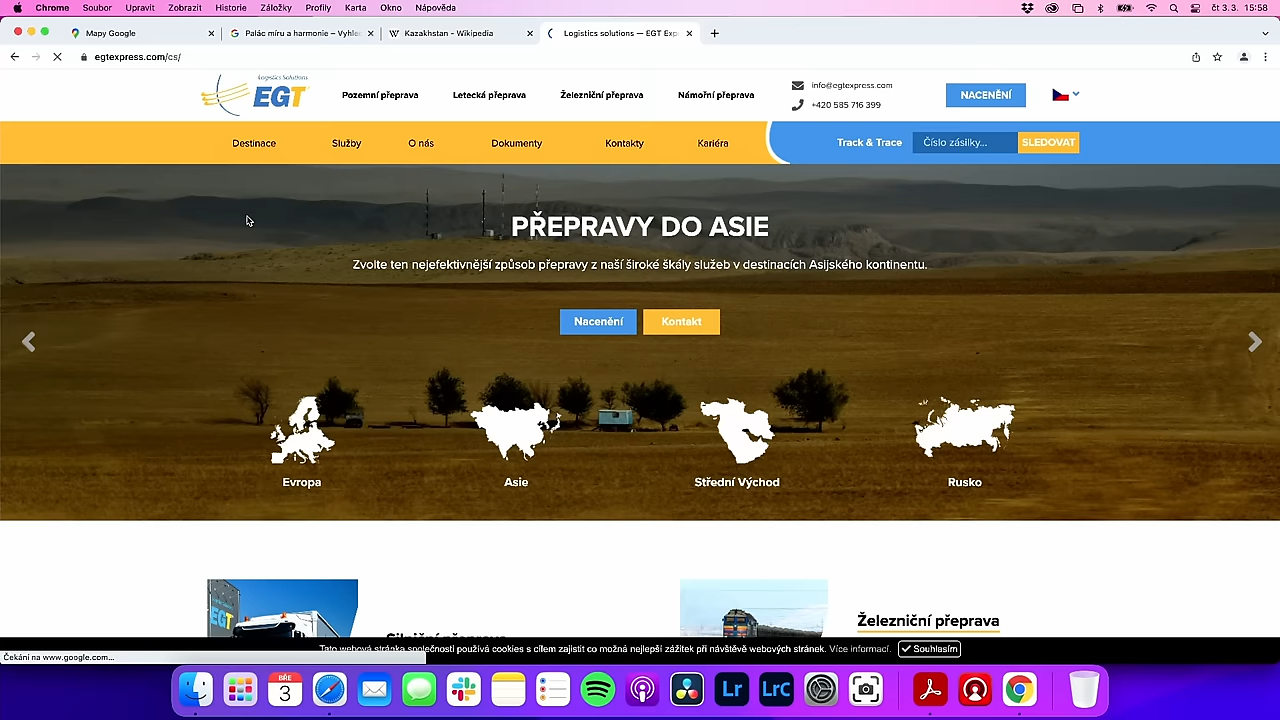 Chrome Soubor Upravit Zobrazit Historie Záložky Profily Karta Okno Nápověda čt 3. 3. 15:58
Mapy Google
Palác míru a harmonie – Vyhle
Kazakhstan - Wikipedia
Logistics solutions — EGT Exp
egtexpress.com/cs/
Logistics Solutions
EGT
Pozemní přeprava
Letecká přeprava
Železniční přeprava
Námořní přeprava
info@egtexpress.com
+420 585 716 399
NACENĚNÍ
Destinace
Služby
O nás
Dokumenty
Kontakty
Kariéra
Track & Trace
Číslo zásilky...
SLEDOVAT
PŘEPRAVY DO ASIE
Zvolte ten nejefektivnější způsob přepravy z naší široké škály služeb v destinacích Asijského kontinentu.
Nacenění
Kontakt
Evropa
Asie
Střední Východ
Rusko
EGT
Silniční přeprava
Železniční přeprava
Tato webová stránka společnosti používá cookies s cílem zajistit co možná nejlepší zážitek při návštěvě webových stránek. Více informací.
Souhlasím
Čekání na www.google.com...
BŘE
3
Lr
LrC